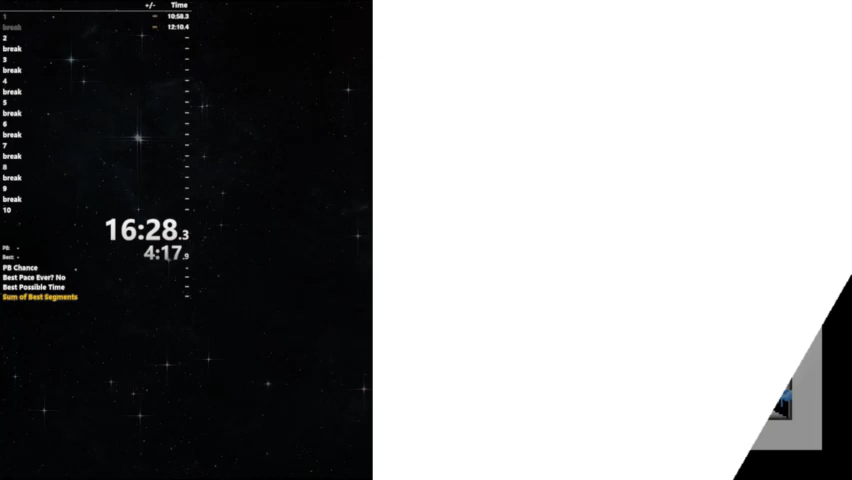 +/- Time
1 – 10:58.3
break – 12:10.4
2 –
break –
3 –
break –
4 –
break –
5 –
break –
6 –
break –
7 –
break –
8 –
break –
9 –
break –
10 –
16:28.3
4:17.9
PB: -
Best: -
PB Chance -
Best Pace Ever? No -
Best Possible Time -
Sum of Best Segments -